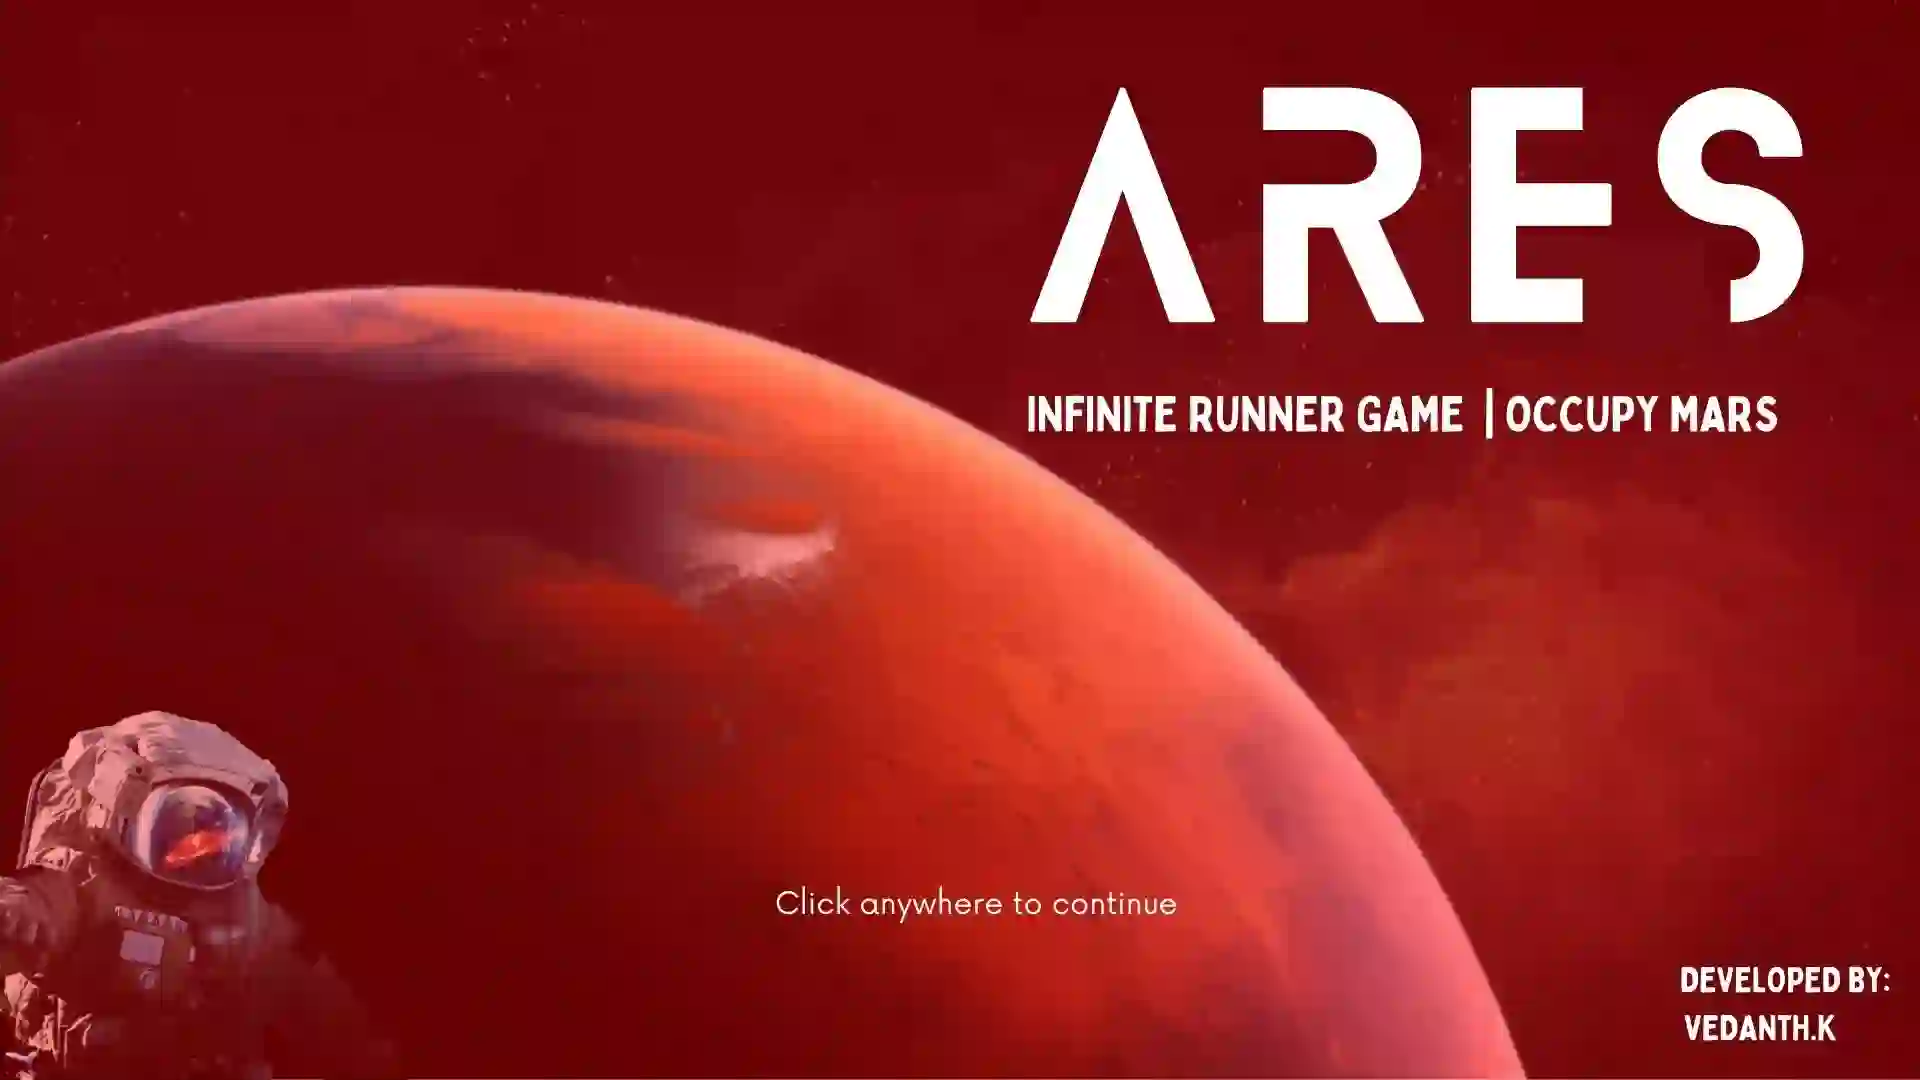 ARES
INFINITE RUNNER GAME | OCCUPY MARS
Click anywhere to continue
DEVELOPED BY:
VEDANTH.K